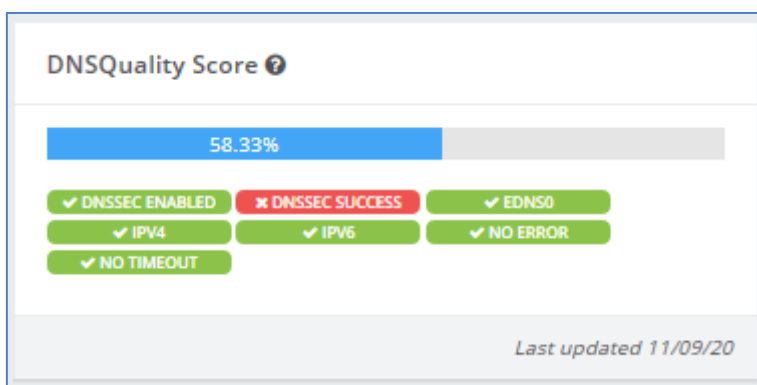 DNSQuality Score ?
58.33%
✔ DNSSEC ENABLED ✖ DNSSEC SUCCESS ✔ EDNS0
✔ IPV4 ✔ IPV6 ✔ NO ERROR
✔ NO TIMEOUT
Last updated 11/09/20